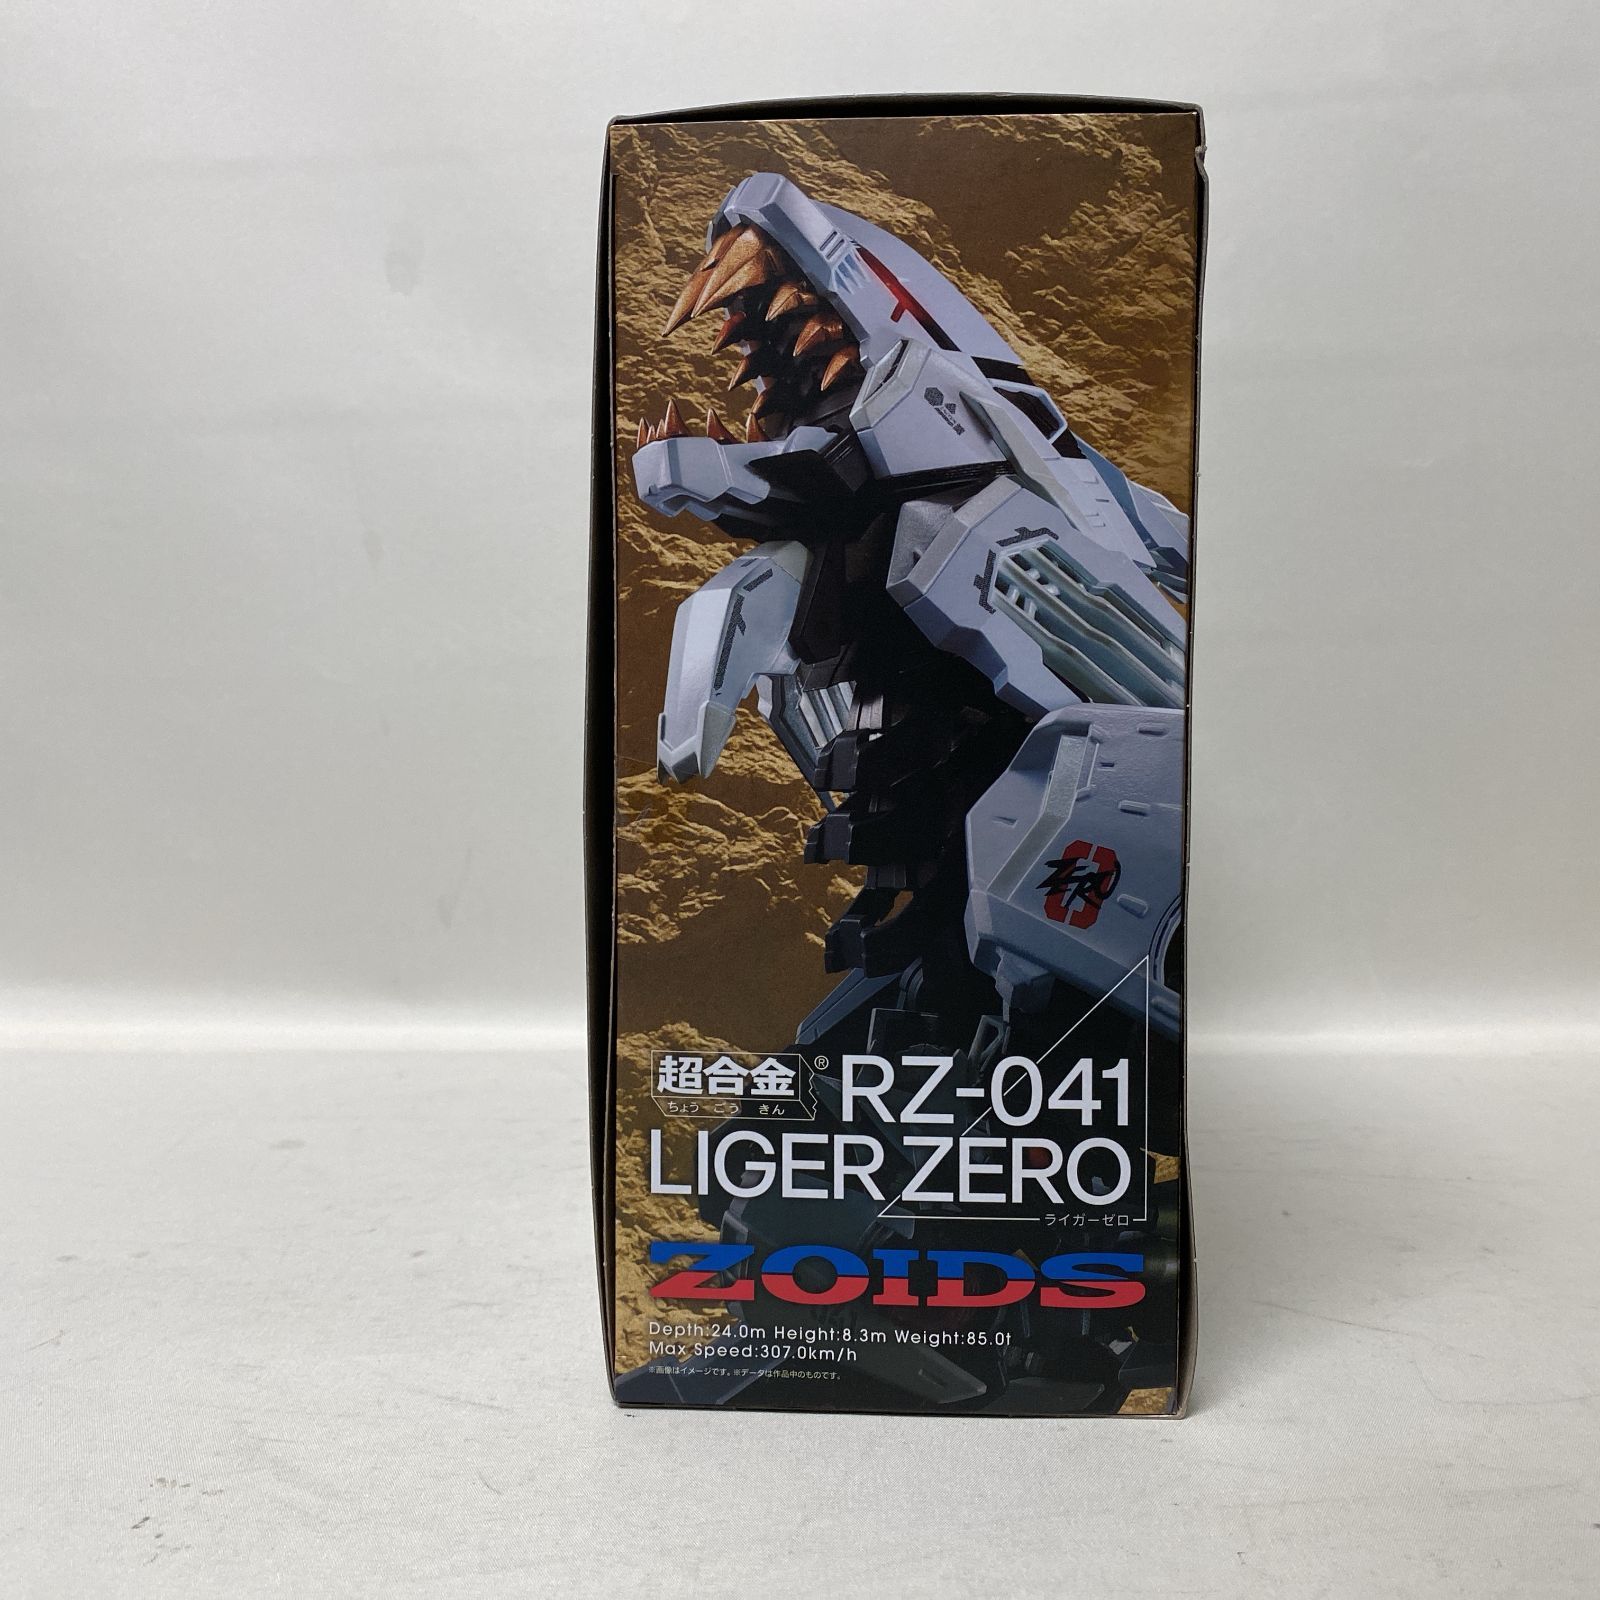 ZERO
超合金® RZ-041
ちょう ごう きん
LIGER ZERO
ライガーゼロ
ZOIDS
Depth:24.0m Height:8.3m Weight:85.0t
Max Speed:307.0km/h
※画像はイメージです。※データは作品中のものです。